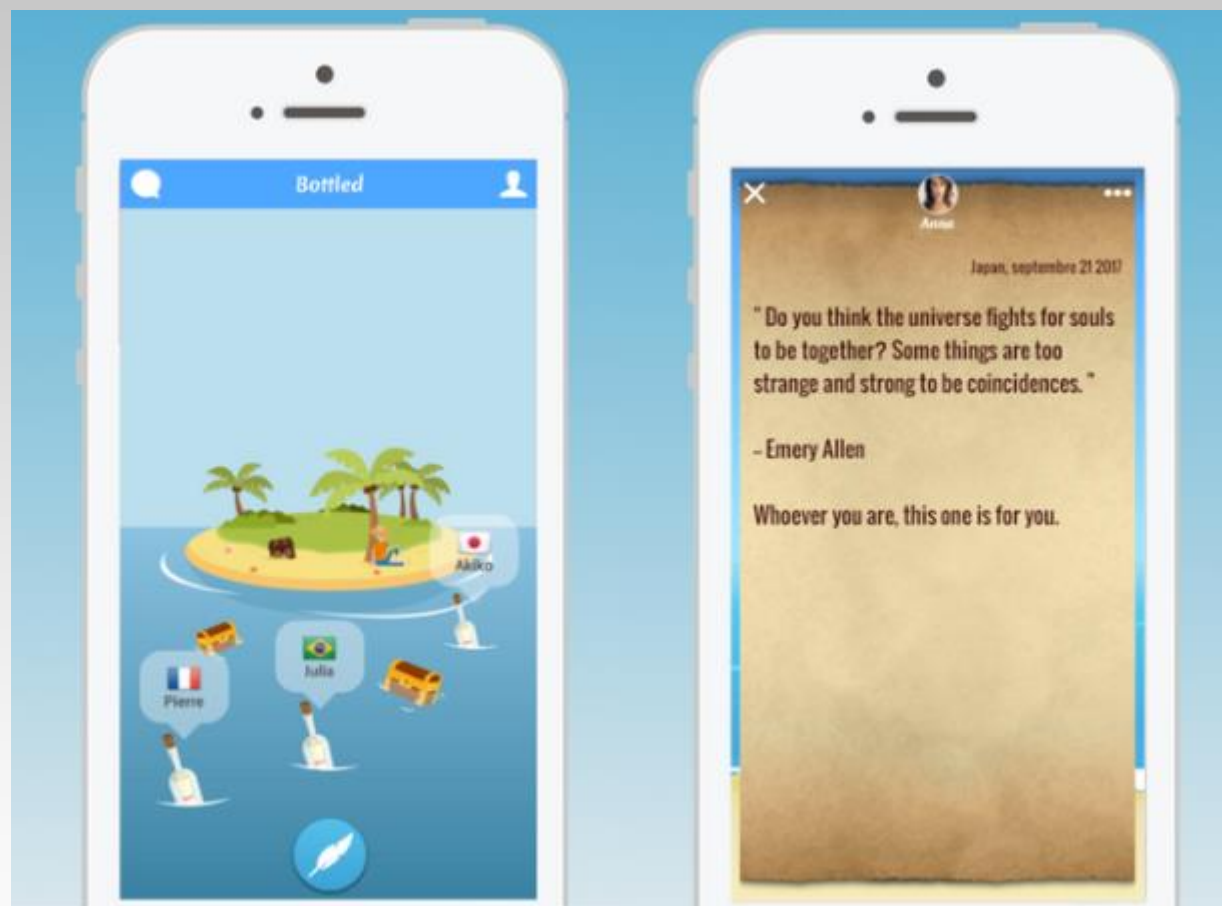 Bottled
Akiko
Julia
Pierre
Anna
Japan, septembre 21 2017
" Do you think the universe fights for souls
to be together? Some things are too
strange and strong to be coincidences. "
– Emery Allen
Whoever you are, this one is for you.